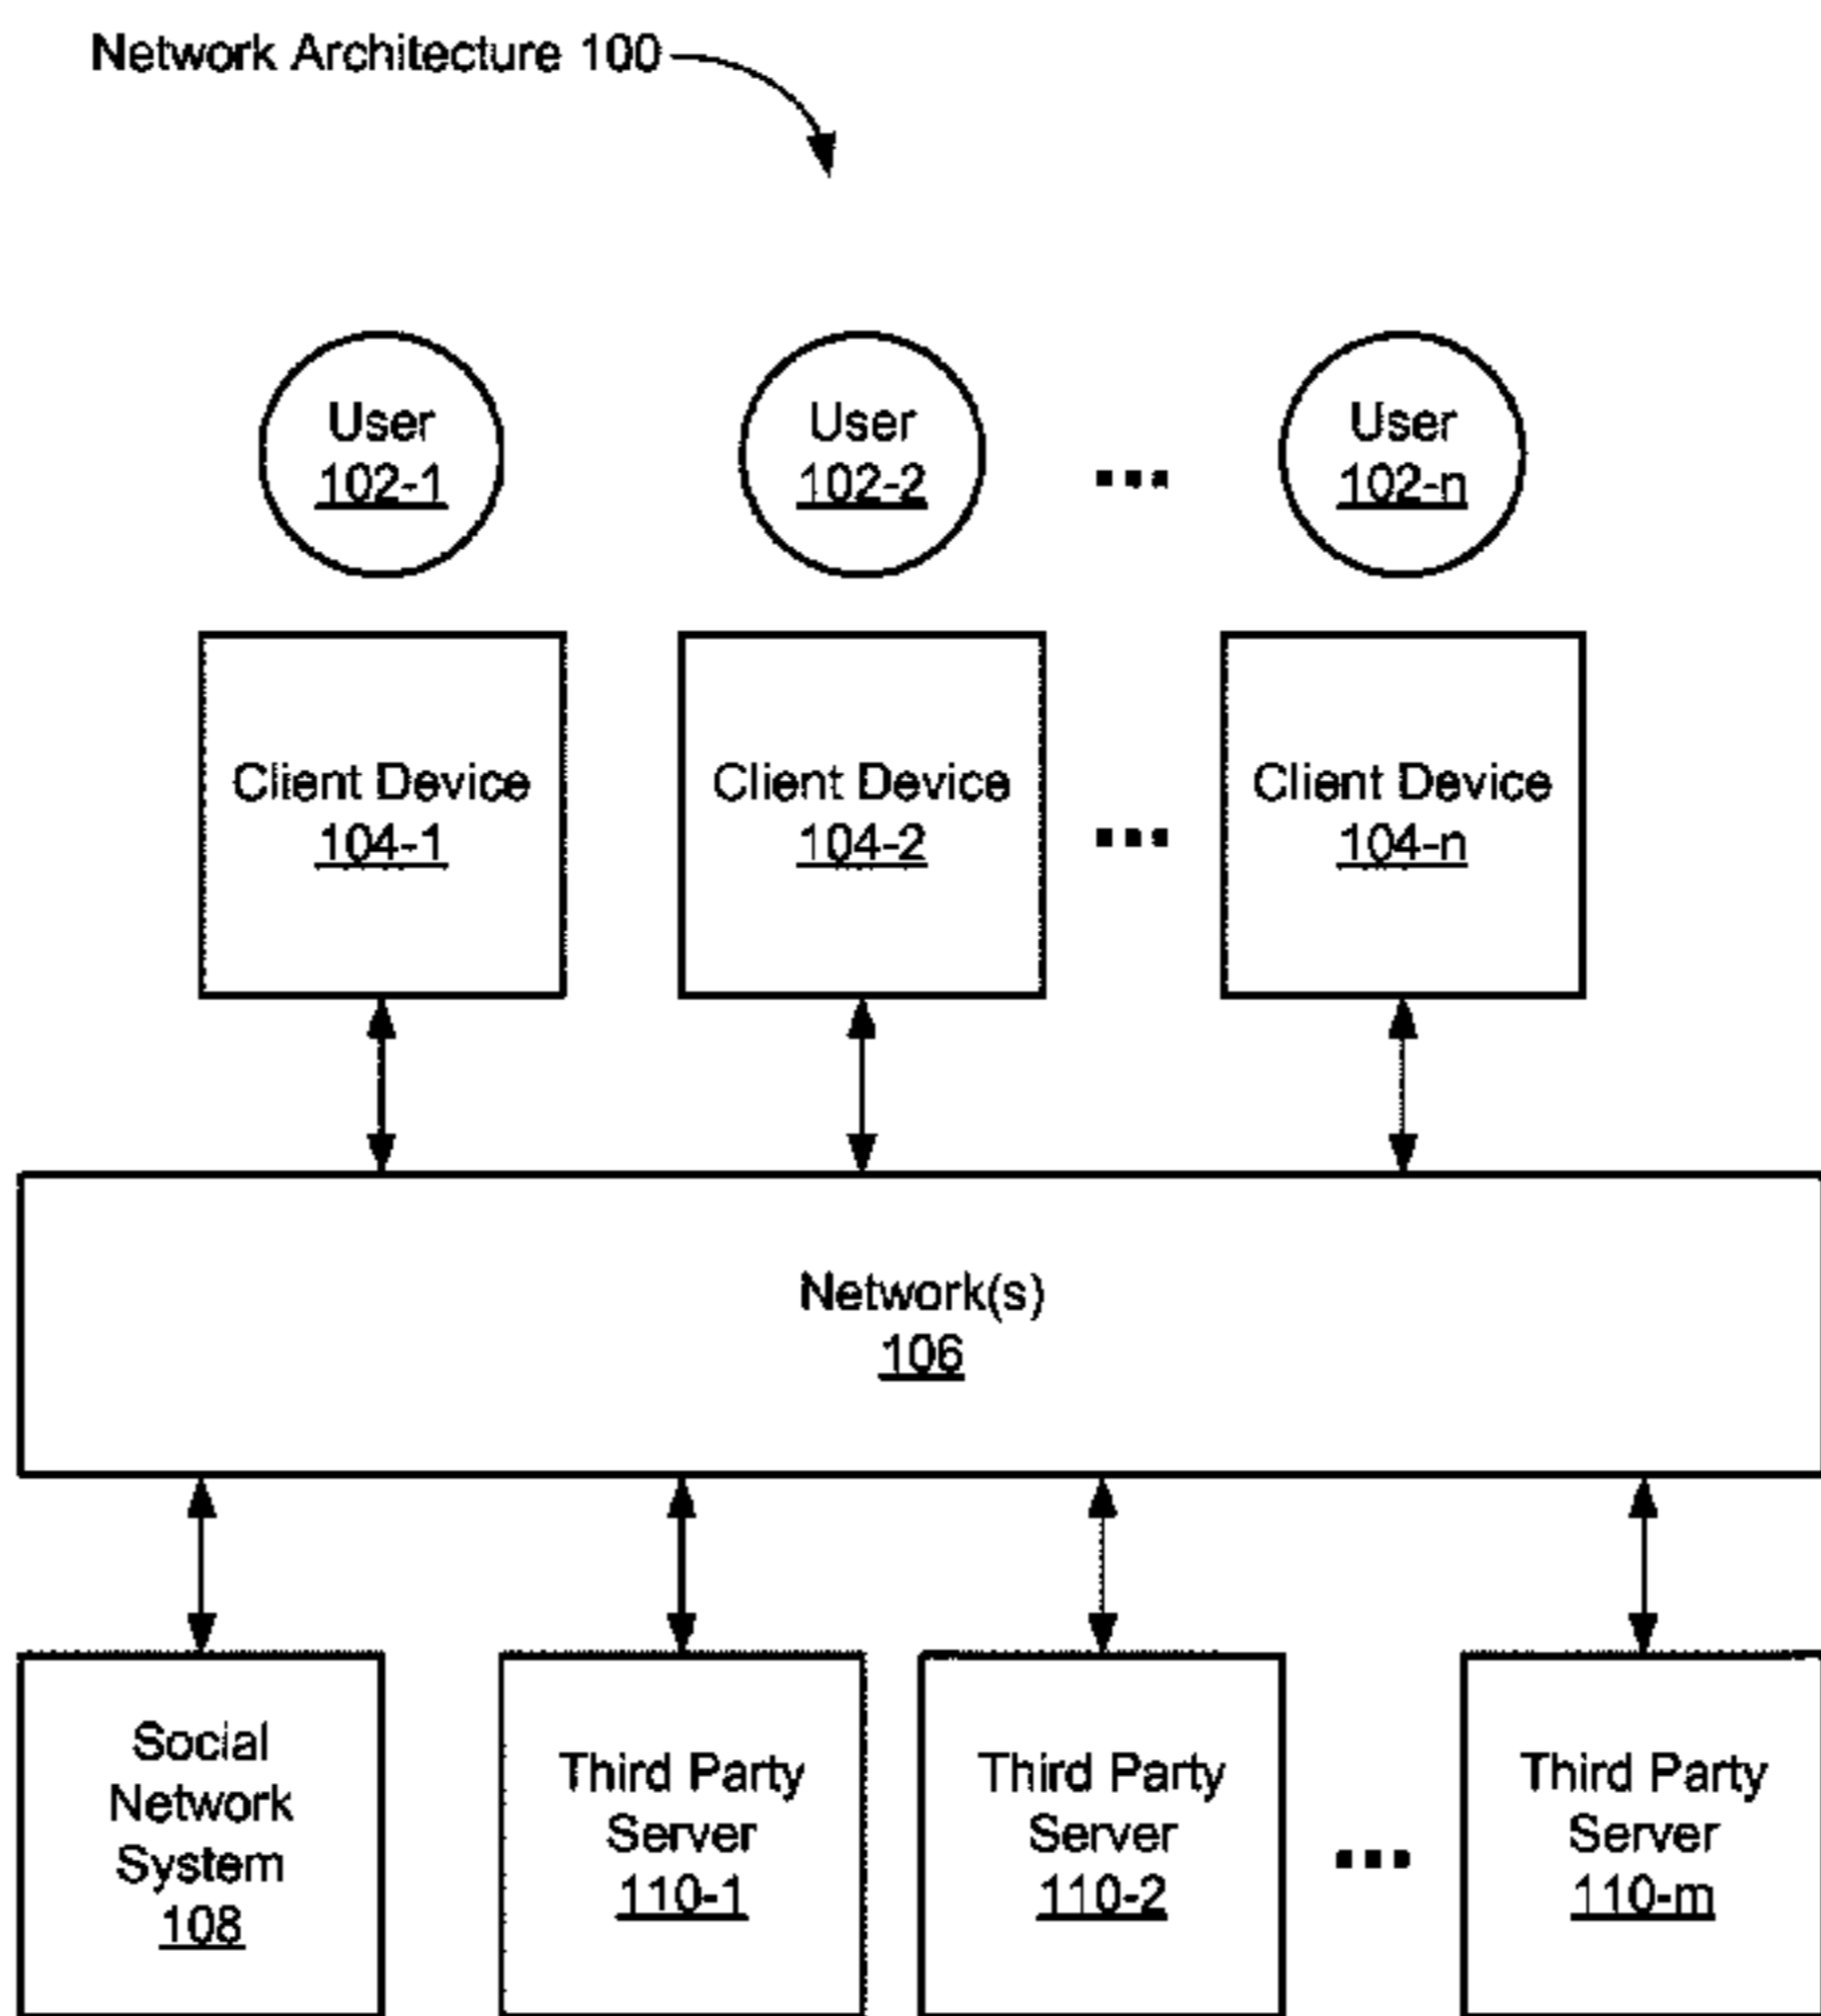 Network Architecture 100
User
102-1
User
102-2
...
User
102-n
Client Device
104-1
Client Device
104-2
...
Client Device
104-n
Network(s)
106
Social
Network
System
108
Third Party
Server
110-1
Third Party
Server
110-2
...
Third Party
Server
110-m